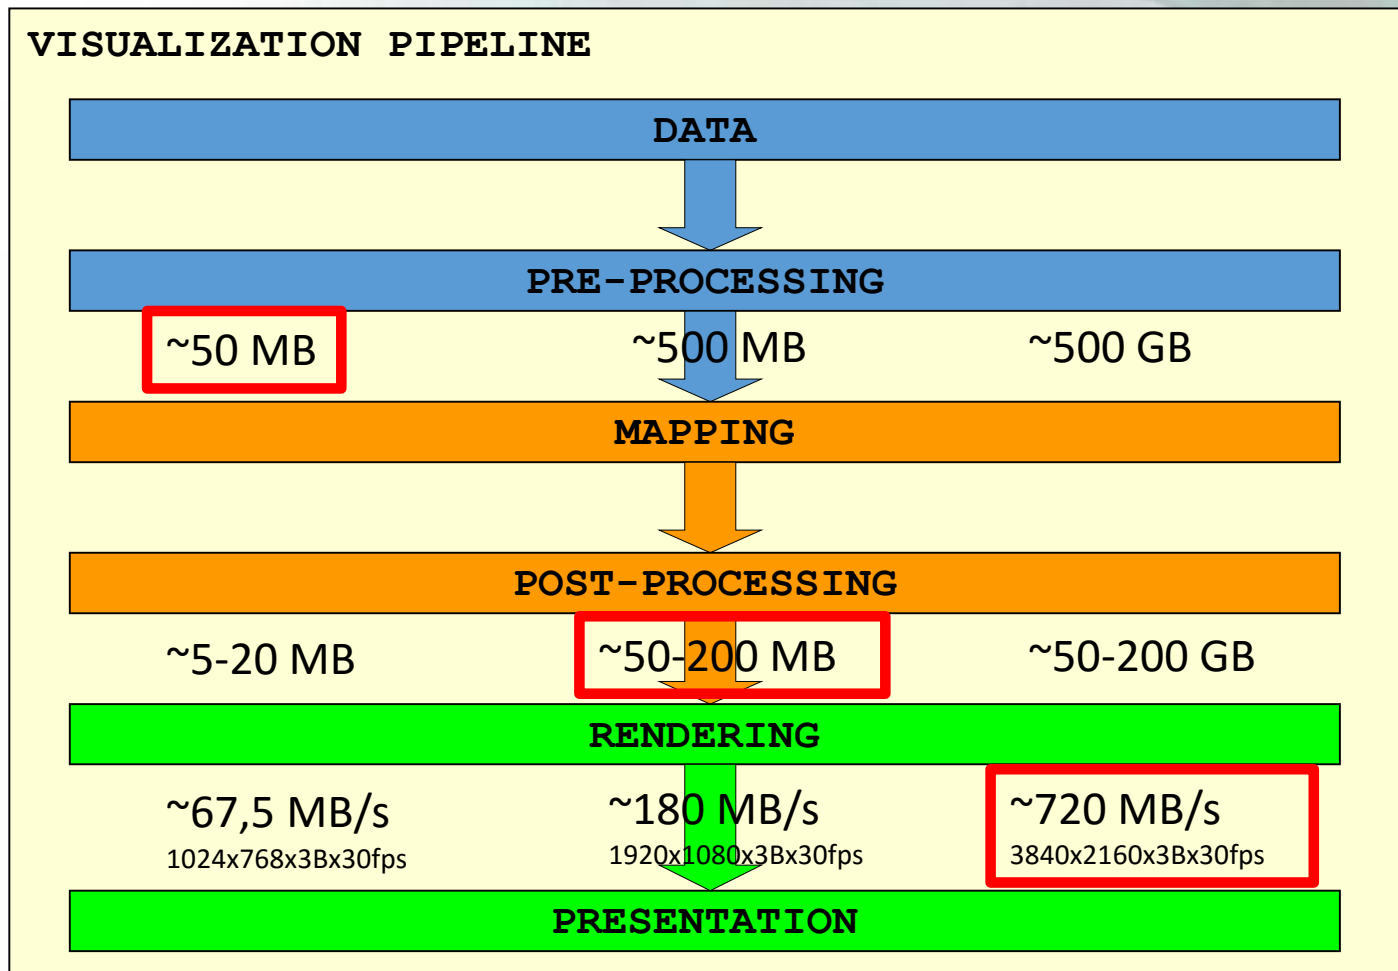 VISUALIZATION PIPELINE
DATA
PRE-PROCESSING
~50 MB ~500 MB ~500 GB
MAPPING
POST-PROCESSING
~5-20 MB ~50-200 MB ~50-200 GB
RENDERING
~67,5 MB/s ~180 MB/s ~720 MB/s
1024x768x3Bx30fps 1920x1080x3Bx30fps 3840x2160x3Bx30fps
PRESENTATION